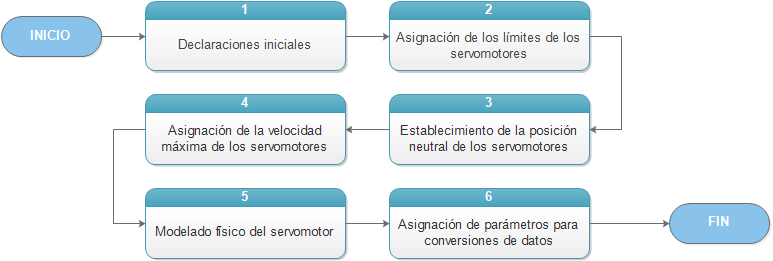 INICIO
1
Declaraciones iniciales
2
Asignación de los límites de los
servomotores
3
Establecimiento de la posición
neutral de los servomotores
4
Asignación de la velocidad
máxima de los servomotores
5
Modelado físico del servomotor
6
Asignación de parámetros para
conversiones de datos
FIN